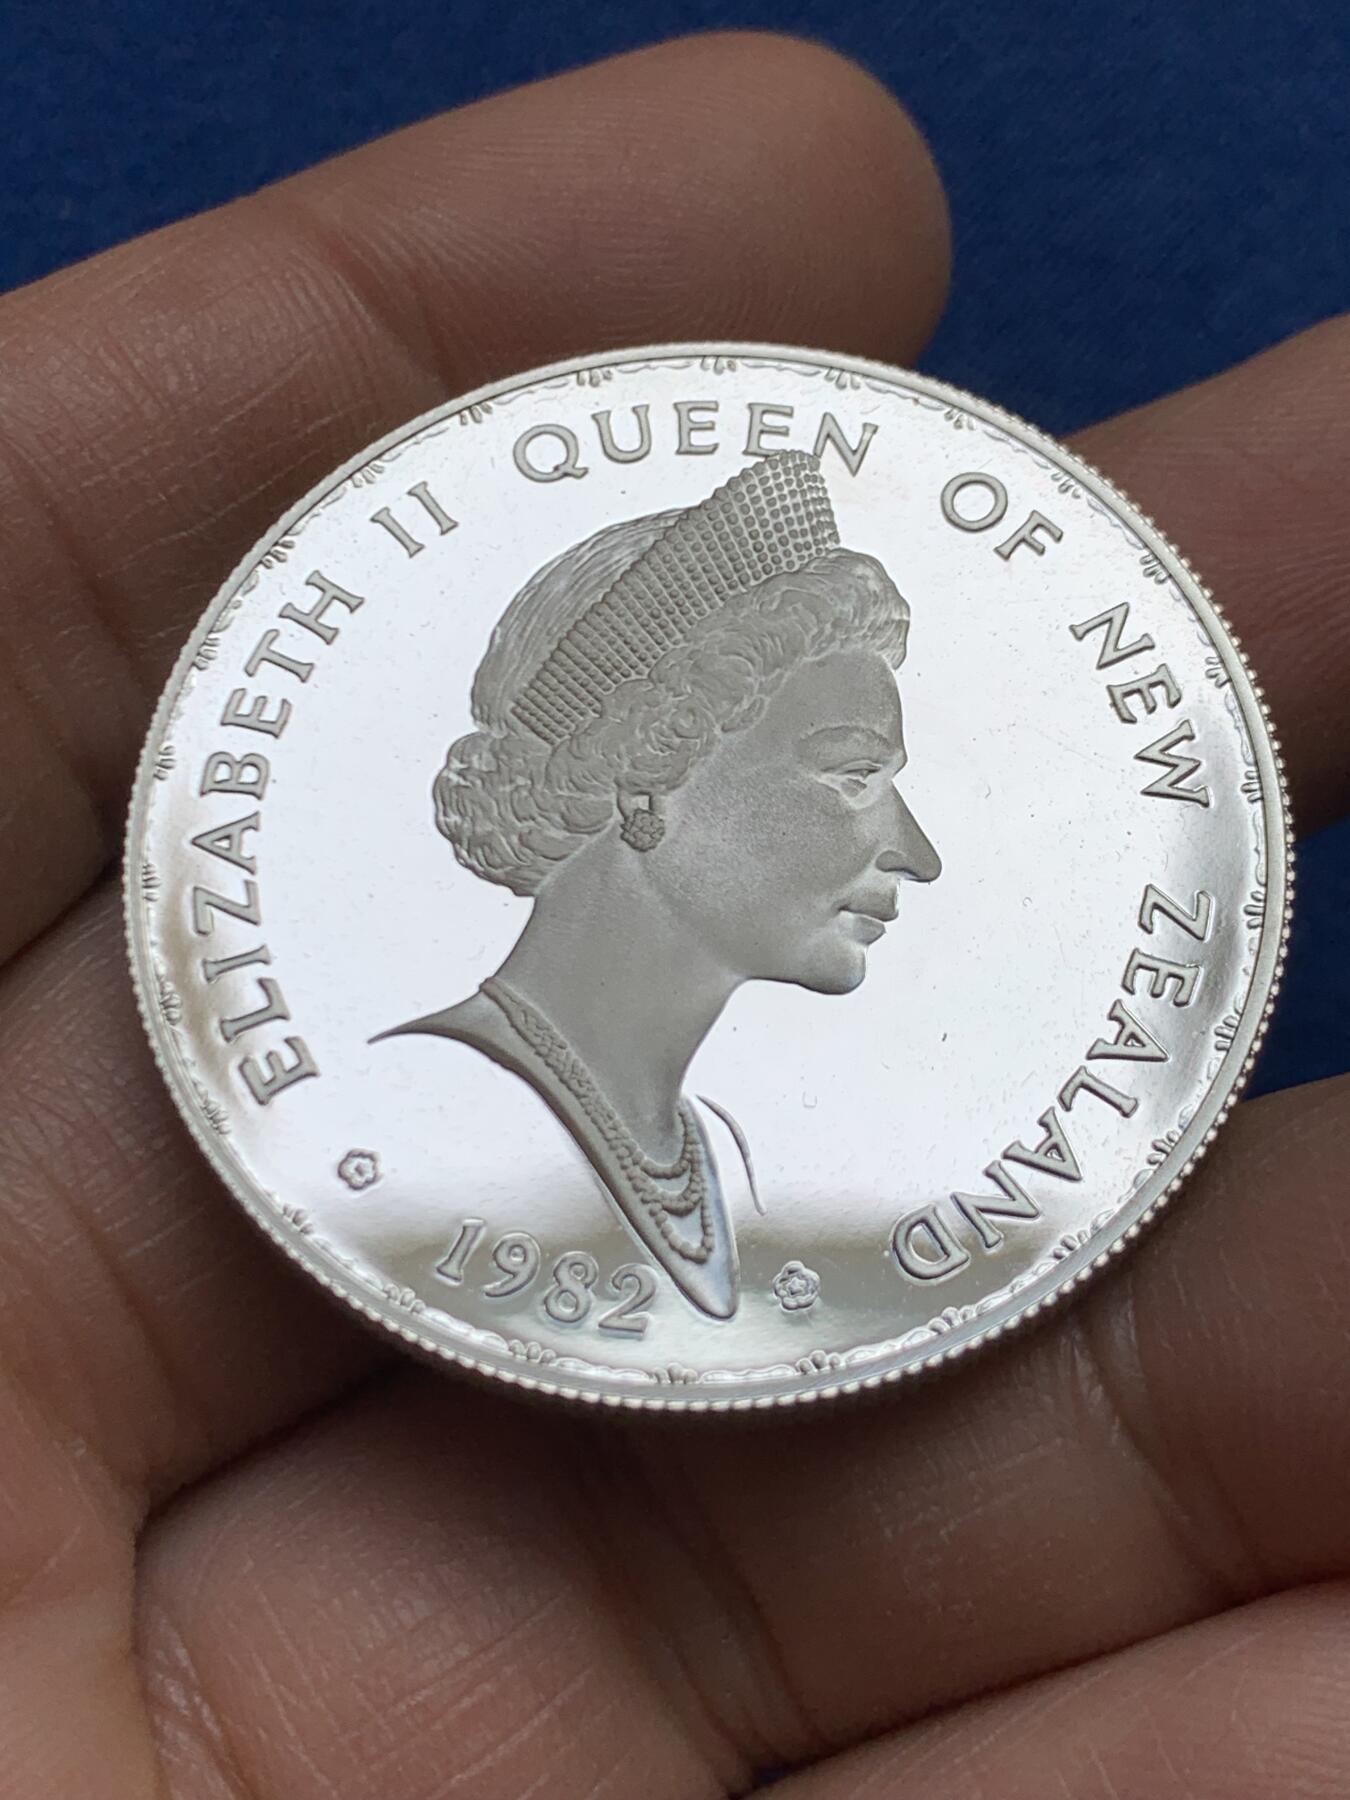 ELIZABETH II QUEEN OF NEW ZEALAND
1982